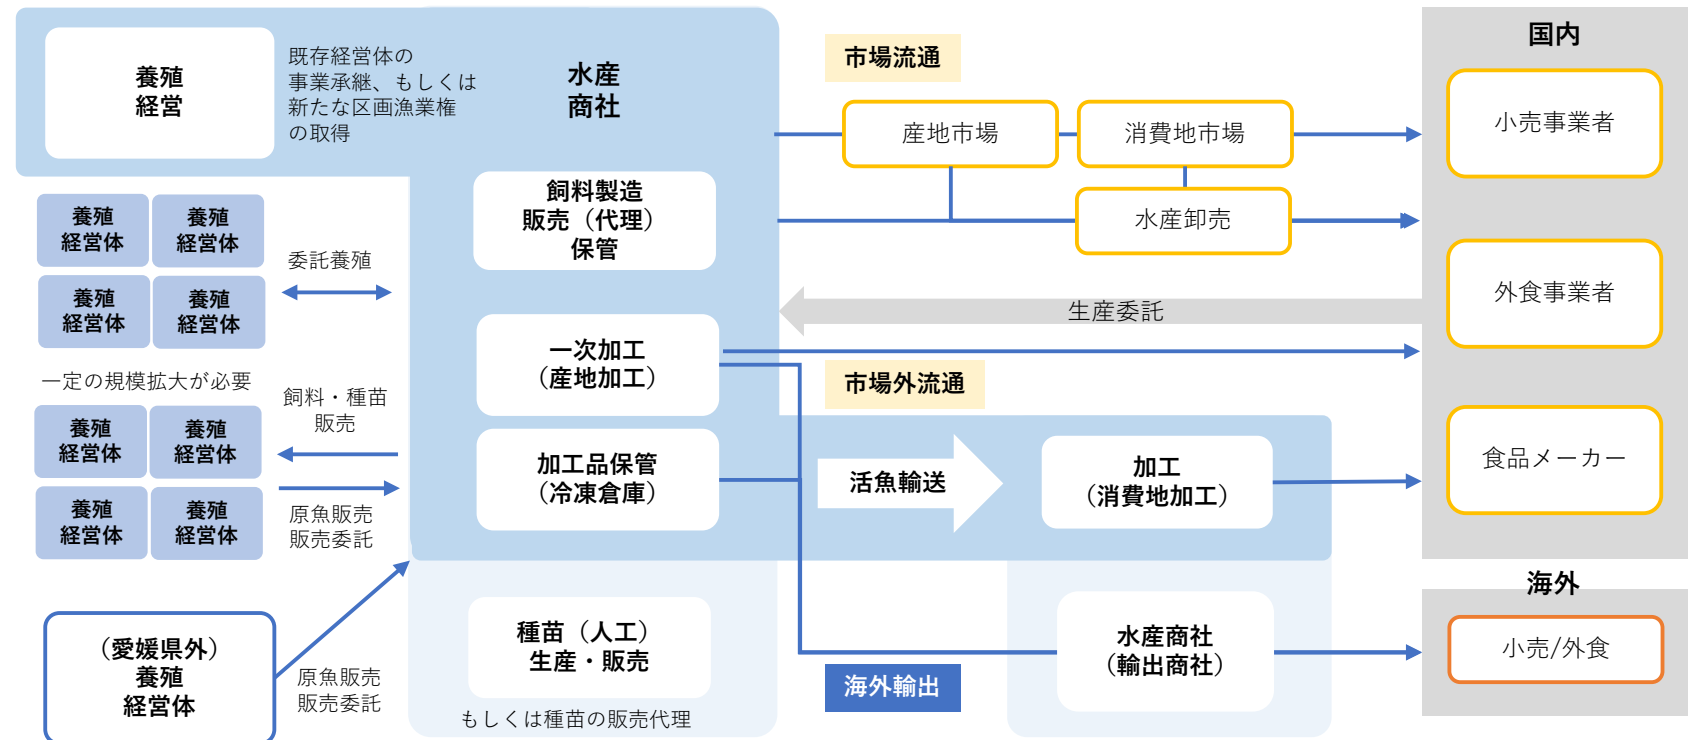 養殖
経営
既存経営体の
事業承継、もしくは
新たな区画漁業権
の取得
水産
商社
飼料製造
販売（代理）
保管
一次加工
（産地加工）
加工品保管
（冷凍倉庫）
種苗（人工）
生産・販売
もしくは種苗の販売代理
養殖
経営体
養殖
経営体
養殖
経営体
養殖
経営体
委託養殖
一定の規模拡大が必要
養殖
経営体
養殖
経営体
養殖
経営体
養殖
経営体
飼料・種苗
販売
原魚販売
販売委託
（愛媛県外）
養殖
経営体
原魚販売
販売委託
市場流通
産地市場
消費地市場
水産卸売
生産委託
市場外流通
活魚輸送
加工
（消費地加工）
海外輸出
水産商社
（輸出商社）
国内
小売事業者
外食事業者
食品メーカー
海外
小売/外食